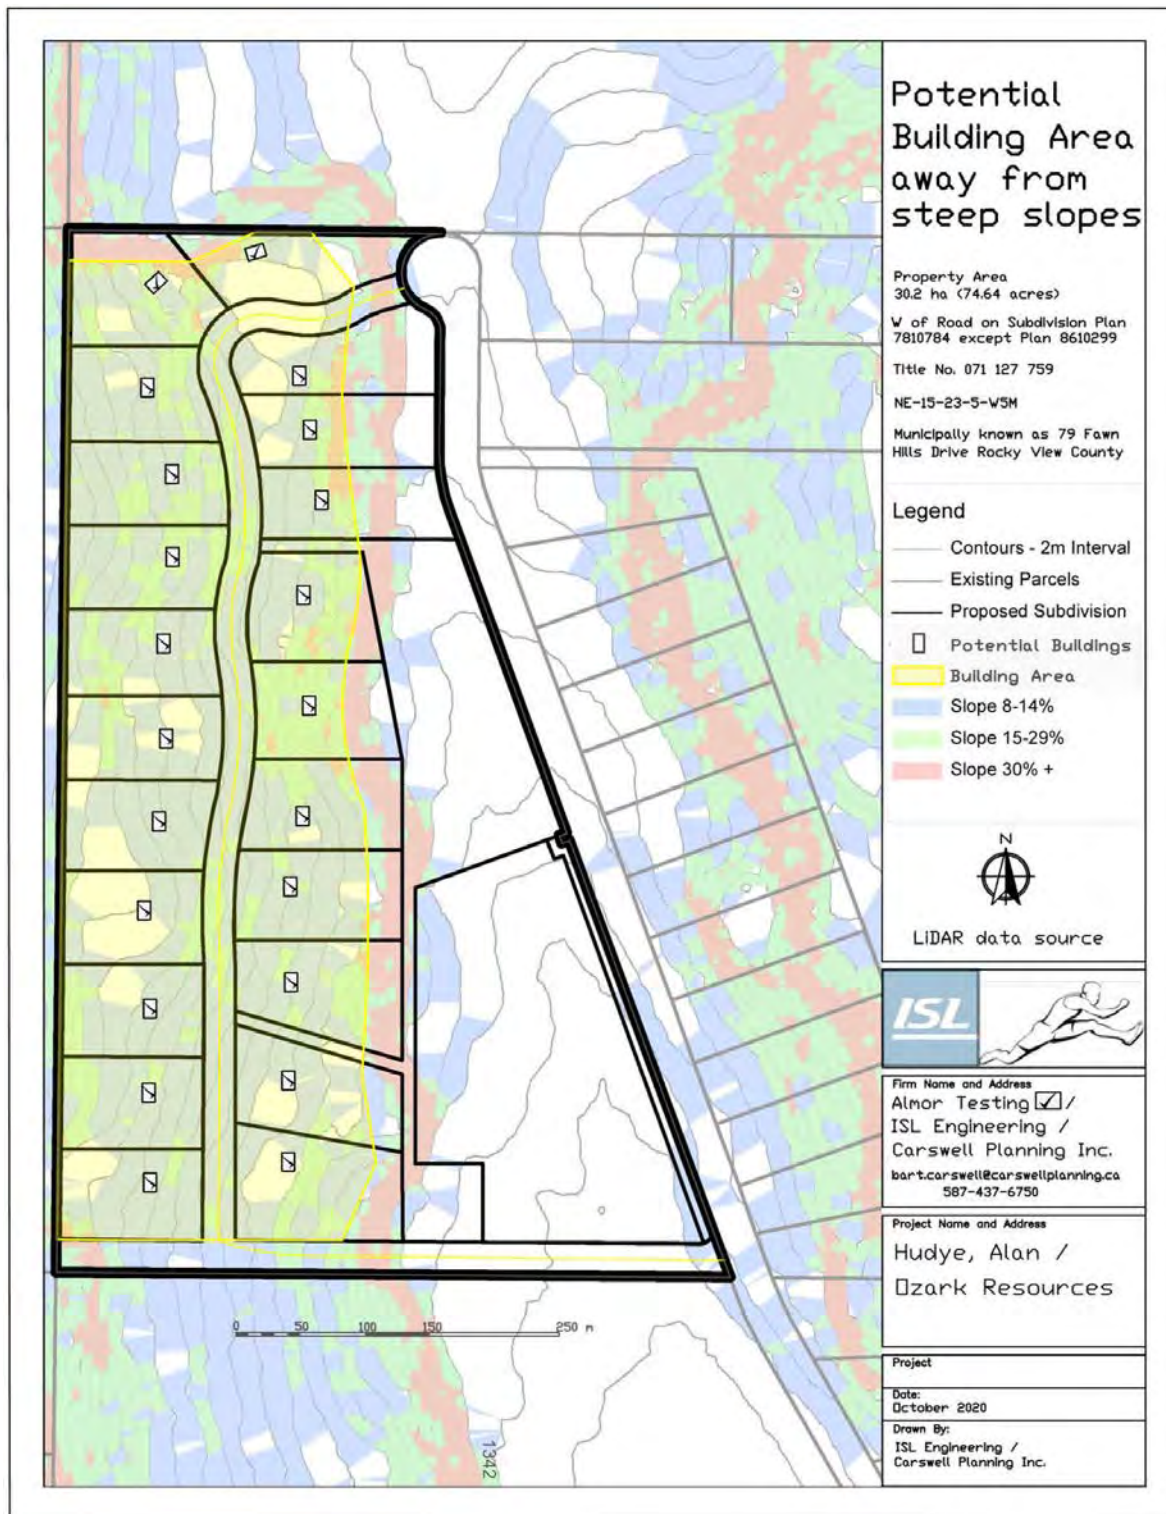 Potential
Building Area
away from
steep slopes
Property Area
30.2 ha (74.64 acres)
W of Road on Subdivision Plan
7810784 except Plan 8610299
Title No. 071 127 759
NE-15-23-5-W5M
Municipally known as 79 Fawn
Hills Drive Rocky View County
Legend
Contours - 2m Interval
Existing Parcels
Proposed Subdivision
Potential Buildings
Building Area
Slope 8-14%
Slope 15-29%
Slope 30% +
N
LiDAR data source
ISL
Firm Name and Address
Almor Testing /
ISL Engineering /
Carswell Planning Inc.
bart.carswell@carswellplanning.ca
587-437-6750
Project Name and Address
Hudye, Alan /
Ozark Resources
Project
Date:
October 2020
Drawn By:
ISL Engineering /
Carswell Planning Inc.
0 50 100 150 250 m
1342